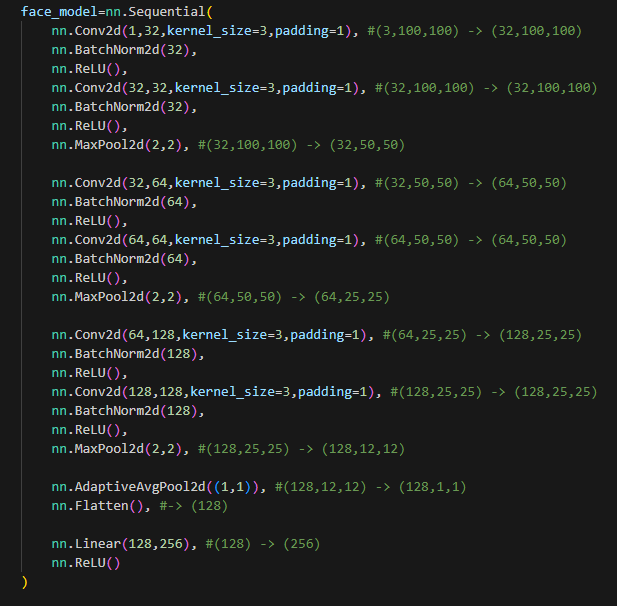 face_model=nn.Sequential(
    nn.Conv2d(1,32,kernel_size=3,padding=1), #(3,100,100) -> (32,100,100)
    nn.BatchNorm2d(32),
    nn.ReLU(),
    nn.Conv2d(32,32,kernel_size=3,padding=1), #(32,100,100) -> (32,100,100)
    nn.BatchNorm2d(32),
    nn.ReLU(),
    nn.MaxPool2d(2,2), #(32,100,100) -> (32,50,50)

    nn.Conv2d(32,64,kernel_size=3,padding=1), #(32,50,50) -> (64,50,50)
    nn.BatchNorm2d(64),
    nn.ReLU(),
    nn.Conv2d(64,64,kernel_size=3,padding=1), #(64,50,50) -> (64,50,50)
    nn.BatchNorm2d(64),
    nn.ReLU(),
    nn.MaxPool2d(2,2), #(64,50,50) -> (64,25,25)

    nn.Conv2d(64,128,kernel_size=3,padding=1), #(64,25,25) -> (128,25,25)
    nn.BatchNorm2d(128),
    nn.ReLU(),
    nn.Conv2d(128,128,kernel_size=3,padding=1), #(128,25,25) -> (128,25,25)
    nn.BatchNorm2d(128),
    nn.ReLU(),
    nn.MaxPool2d(2,2), #(128,25,25) -> (128,12,12)

    nn.AdaptiveAvgPool2d((1,1)), #(128,12,12) -> (128,1,1)
    nn.Flatten(), #-> (128)

    nn.Linear(128,256), #(128) -> (256)
    nn.ReLU()
)